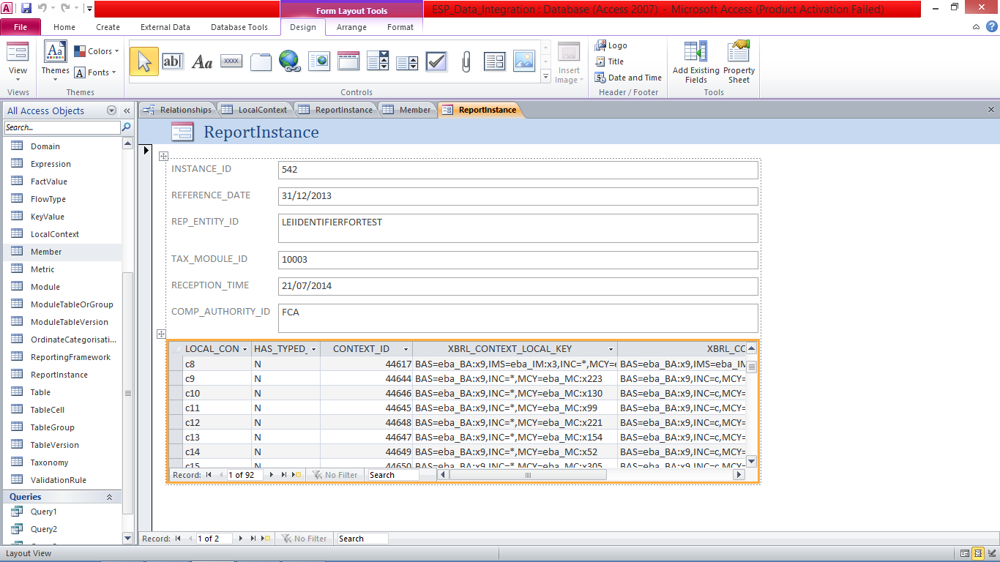 Form Layout Tools
ESP_Data_Integration : Database (Access 2007) - Microsoft Access (Product Activation Failed)
File Home Create External Data Database Tools Design Arrange Format
View
Views
Themes
Colors
Fonts
Themes
ab|
Aa
xxxx
Controls
Insert Image
Logo
Title
Date and Time
Header / Footer
Add Existing Fields
Property Sheet
Tools
All Access Objects
Search...
Domain
Expression
FactValue
FlowType
KeyValue
LocalContext
Member
Metric
Module
ModuleTableOrGroup
ModuleTableVersion
OrdinateCategorisati...
ReportingFramework
ReportInstance
Table
TableCell
TableGroup
TableVersion
Taxonomy
ValidationRule
Queries
Query1
Query2
Relationships LocalContext ReportInstance Member ReportInstance
ReportInstance
INSTANCE_ID 542
REFERENCE_DATE 31/12/2013
REP_ENTITY_ID LEIIDENTIFIERFORTEST
TAX_MODULE_ID 10003
RECEPTION_TIME 21/07/2014
COMP_AUTHORITY_ID FCA
LOCAL_CON HAS_TYPED_ CONTEXT_ID XBRL_CONTEXT_LOCAL_KEY XBRL_CO
c8 N 44617 BAS=eba_BA:x9,IMS=eba_IM:x3,INC=*,MCY=e BAS=eba_BA:x9,IMS=eba_IM
c9 N 44644 BAS=eba_BA:x9,INC=*,MCY=eba_MC:x223 BAS=eba_BA:x9,INC=c,MCY=
c10 N 44646 BAS=eba_BA:x9,INC=*,MCY=eba_MC:x130 BAS=eba_BA:x9,INC=c,MCY=
c11 N 44645 BAS=eba_BA:x9,INC=*,MCY=eba_MC:x99 BAS=eba_BA:x9,INC=c,MCY=
c12 N 44648 BAS=eba_BA:x9,INC=*,MCY=eba_MC:x221 BAS=eba_BA:x9,INC=c,MCY=
c13 N 44647 BAS=eba_BA:x9,INC=*,MCY=eba_MC:x154 BAS=eba_BA:x9,INC=c,MCY=
c14 N 44649 BAS=eba_BA:x9,INC=*,MCY=eba_MC:x52 BAS=eba_BA:x9,INC=c,MCY=
c15 N 44650 BAS=eba_BA:x9,INC=*,MCY=eba_MC:x305 BAS=eba_BA:x9,INC=c,MCY=
Record: 1 of 92 No Filter Search
Record: 1 of 2 No Filter Search
Layout View